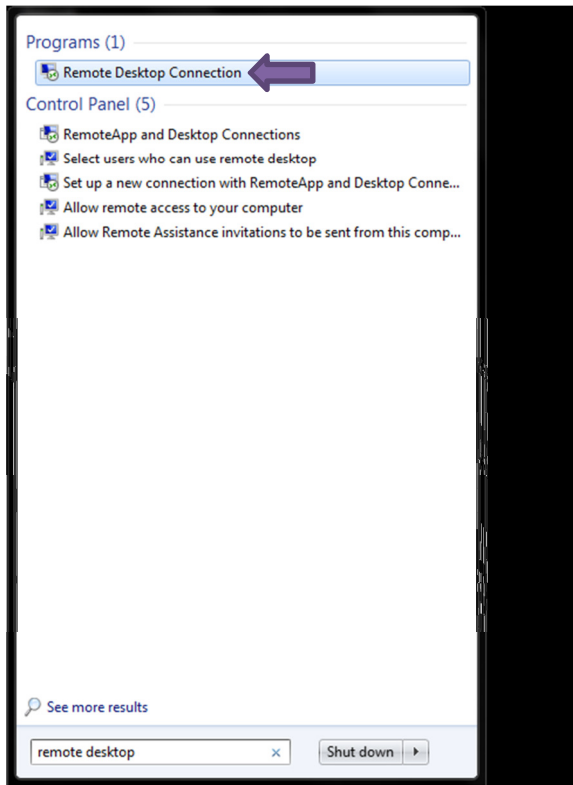 Programs (1)
Remote Desktop Connection
Control Panel (5)
RemoteApp and Desktop Connections
Select users who can use remote desktop
Set up a new connection with RemoteApp and Desktop Conne...
Allow remote access to your computer
Allow Remote Assistance invitations to be sent from this comp...
See more results
remote desktop × Shut down